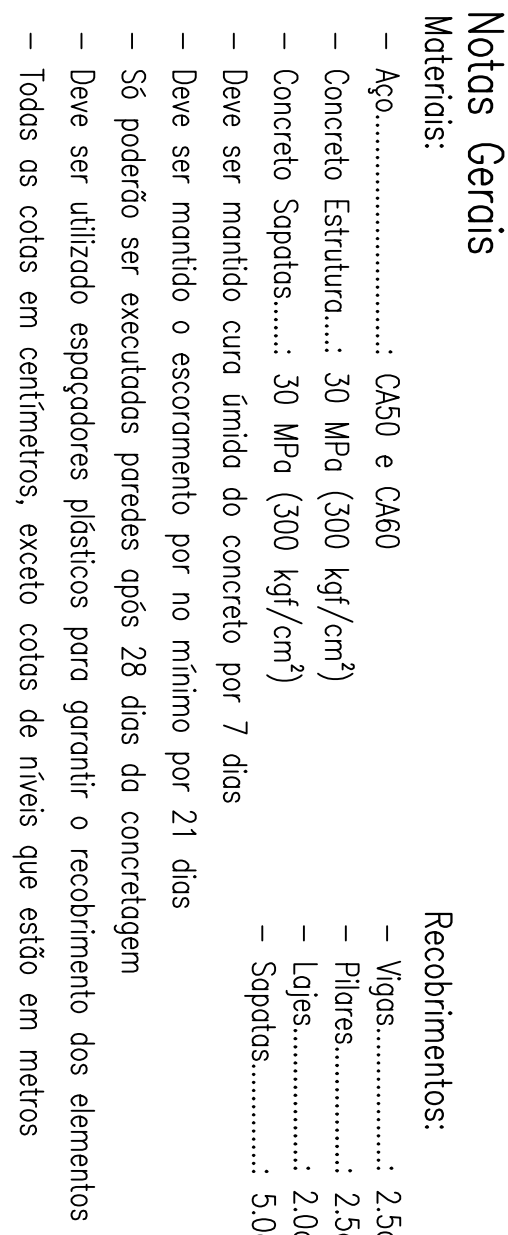 Notas Gerais
Materiais:
- Aço........................: CA50 e CA60
- Concreto Estrutura...: 30 MPa (300 kgf/cm²)
- Concreto Sapatas.....: 30 MPa (300 kgf/cm²)
- Deve ser mantido cura úmida do concreto por 7 dias
- Deve ser mantido o escoramento por no mínimo por 21 dias
- Só poderão ser executadas paredes após 28 dias da concretagem
- Deve ser utilizado espaçadores plásticos para garantir o recobrimento dos elementos
- Todas as cotas em centímetros, exceto cotas de níveis que estão em metros
Recobrimentos:
- Vigas..................: 2.5
- Pilares.................: 2.5
- Lajes...................: 2.0
- Sapatas...............: 5.0